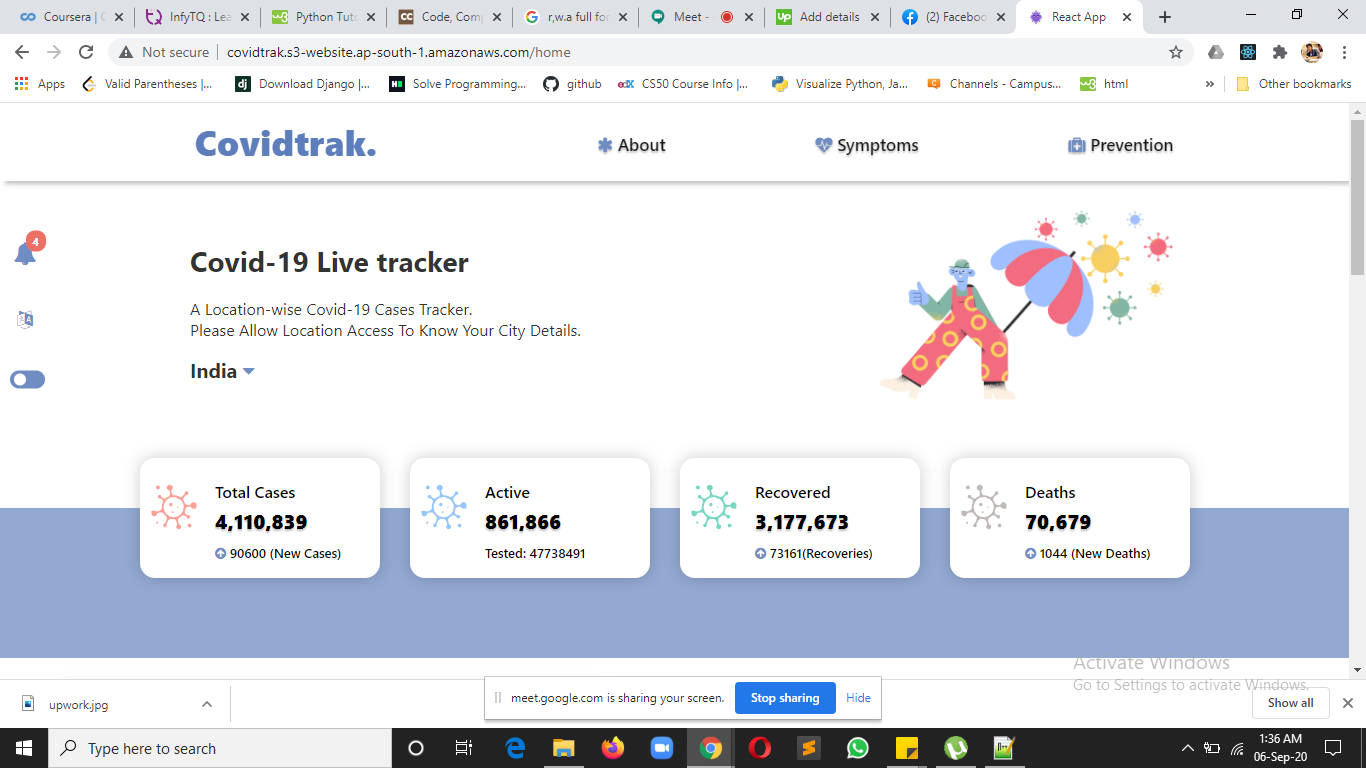 Coursera | C
InfyTQ : Lea
Python Tuto
Code, Comp
r,w.a full for
Meet -
Add details
(2) Faceboo
React App
Not secure | covidtrak.s3-website.ap-south-1.amazonaws.com/home
Apps
Valid Parentheses |...
Download Django |...
Solve Programming...
github
CS50 Course Info |...
Visualize Python, Ja...
Channels - Campus...
html
»
Other bookmarks
Covidtrak.
About
Symptoms
Prevention
4
Covid-19 Live tracker
A Location-wise Covid-19 Cases Tracker.
Please Allow Location Access To Know Your City Details.
India
Total Cases
4,110,839
90600 (New Cases)
Active
861,866
Tested: 47738491
Recovered
3,177,673
73161(Recoveries)
Deaths
70,679
1044 (New Deaths)
Activate Windows
Go to Settings to activate Windows.
upwork.jpg
meet.google.com is sharing your screen.
Stop sharing
Hide
Show all
Type here to search
1:36 AM
06-Sep-20